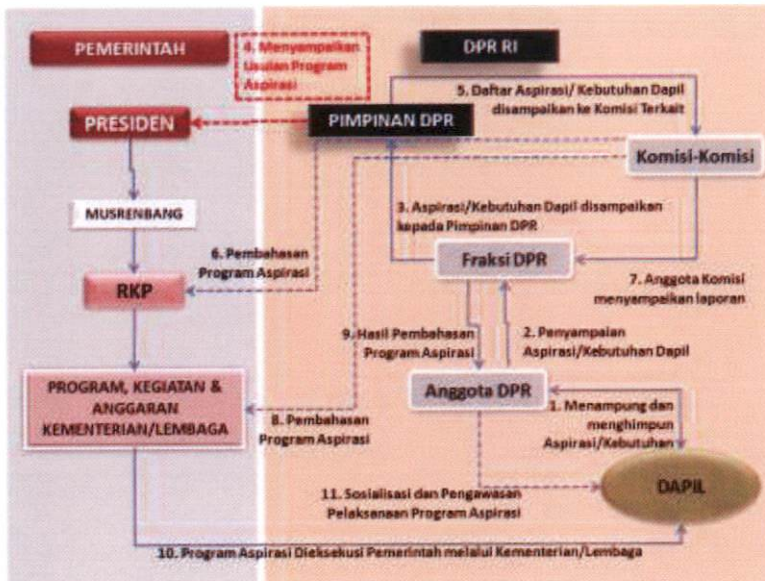 PEMERINTAH
4. Menyampaikan
Usulan Program
Aspirasi
DPR RI
5. Daftar Aspirasi/ Kebutuhan Dapil
disampaikan ke Komisi Terkait
PRESIDEN
PIMPINAN DPR
Komisi-Komisi
MUSRENBANG
3. Aspirasi/Kebutuhan Dapil disampaikan
kepada Pimpinan DPR
6. Pembahasan
Program Aspirasi
Fraksi DPR
RKP
7. Anggota Komisi
menyampaikan laporan
9. Hasil Pembahasan
Program Aspirasi
2. Penyampaian
Aspirasi/Kebutuhan Dapil
PROGRAM, KEGIATAN &
ANGGARAN
KEMENTERIAN/LEMBAGA
Anggota DPR
8. Pembahasan
Program Aspirasi
1. Menampung dan
menghimpun
Aspirasi/Kebutuhan
DAPIL
11. Sosialisasi dan Pengawasan
Pelaksanaan Program Aspirasi
10. Program Aspirasi Dieksekusi Pemerintah melalui Kementerian/Lembaga